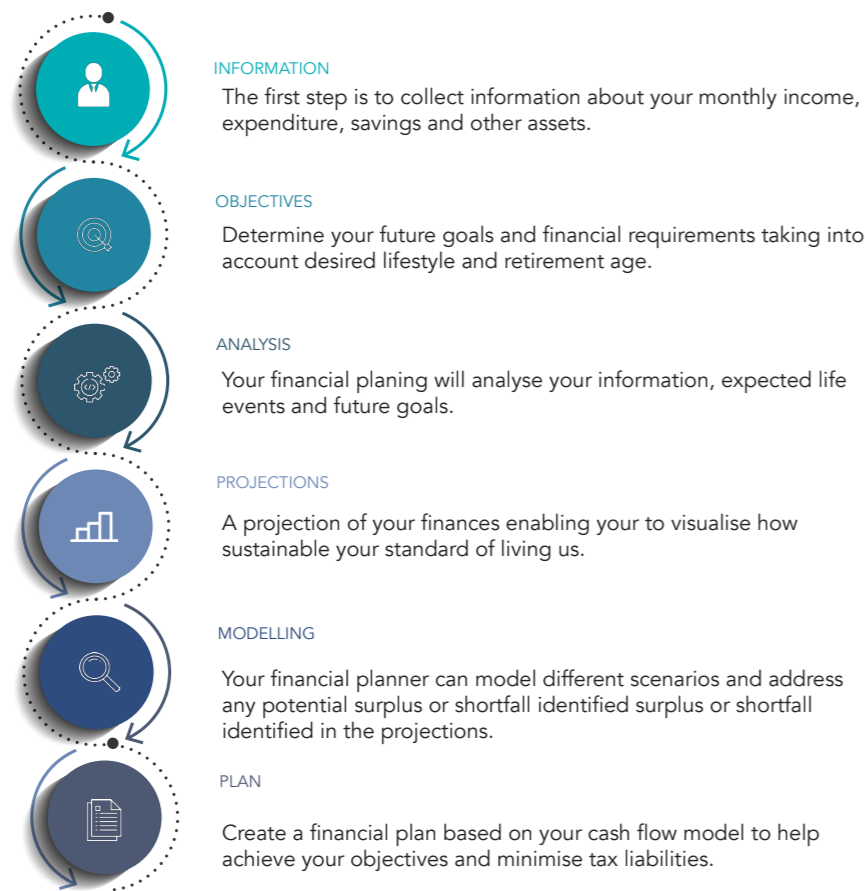 INFORMATION
The first step is to collect information about your monthly income,
expenditure, savings and other assets.
OBJECTIVES
Determine your future goals and financial requirements taking into
account desired lifestyle and retirement age.
ANALYSIS
Your financial planing will analyse your information, expected life
events and future goals.
PROJECTIONS
A projection of your finances enabling your to visualise how
sustainable your standard of living us.
MODELLING
Your financial planner can model different scenarios and address
any potential surplus or shortfall identified surplus or shortfall
identified in the projections.
PLAN
Create a financial plan based on your cash flow model to help
achieve your objectives and minimise tax liabilities.